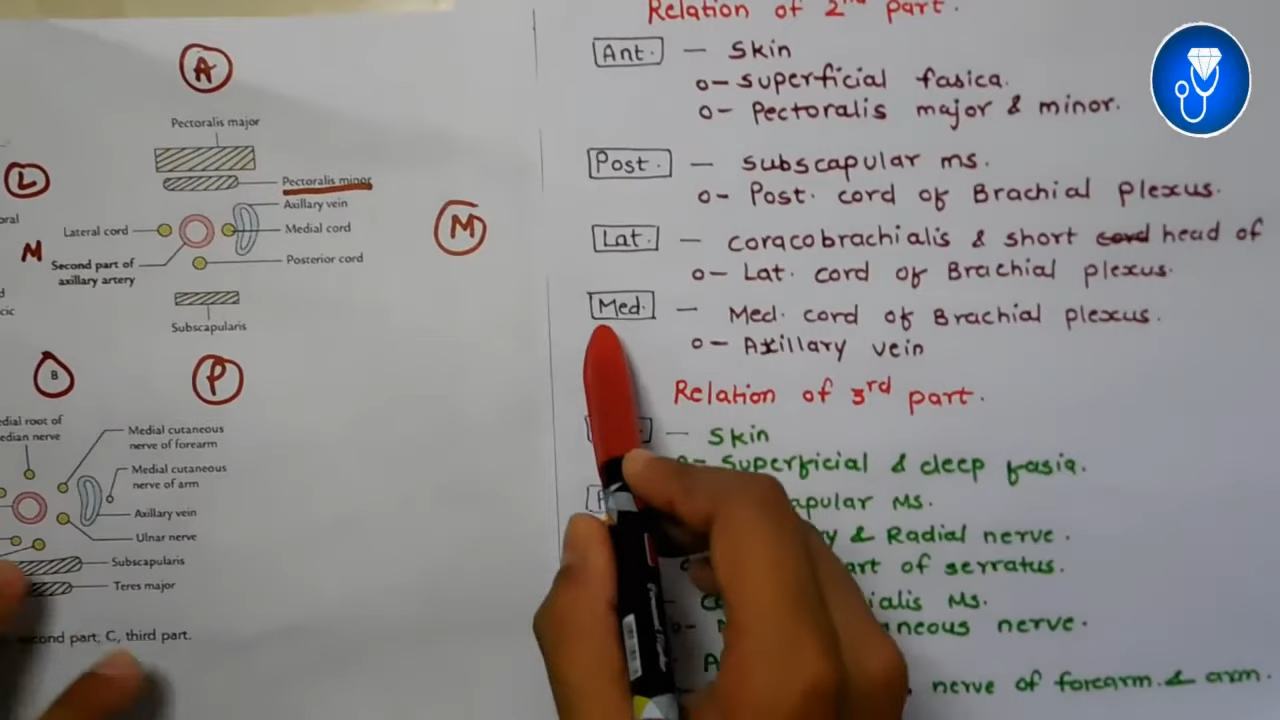 A
Pectoralis major
L
Pectoralis minor
Axillary vein
M
Lateral cord
Medial cord
M
Second part of
axillary artery
Posterior cord
Subscapularis
B
P
Medial cutaneous
nerve of forearm
Medial cutaneous
nerve of arm
Axillary vein
Ulnar nerve
Subscapularis
Teres major
part; C, third part.
Relation of 2nd part.
Ant. - Skin
o- superficial fasica.
o- Pectoralis major & minor.
Post. - subscapular ms.
o- Post. cord of Brachial plexus.
Lat. - coracobrachialis & short cord head of
o- Lat. cord of Brachial plexus.
Med. - Med. cord of Brachial plexus.
o- Axillary vein
Relation of 3rd part.
- Skin
o- Superficial & deep fasia.
Ms.
& Radial nerve.
of serratus.
Ms.
nerve.
nerve of forearm & arm.